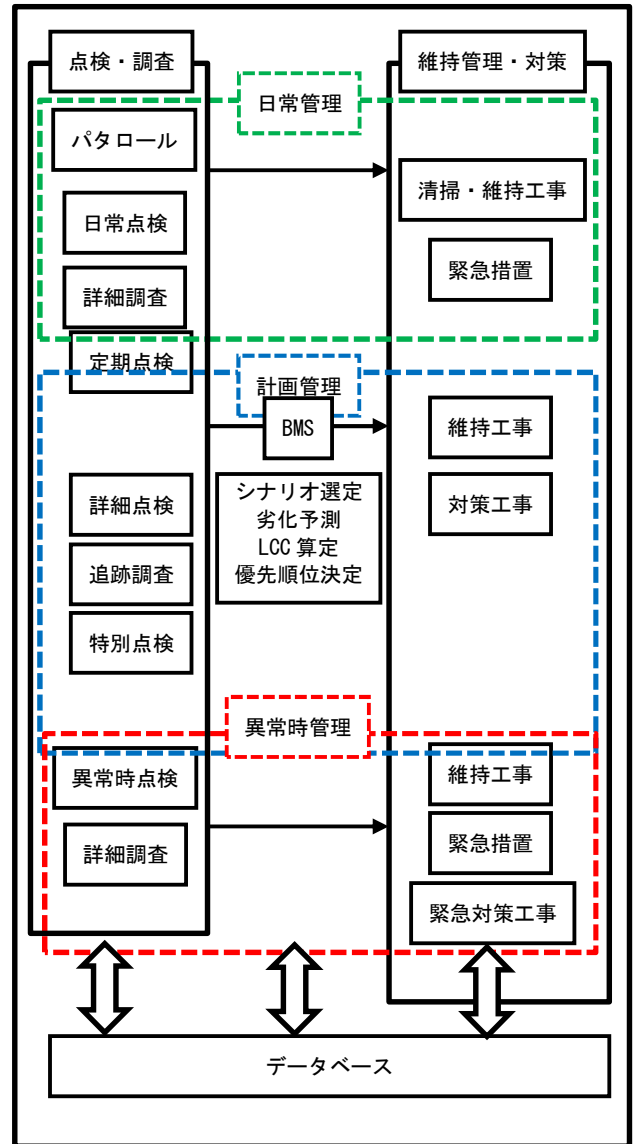 点検・調査
維持管理・対策
日常管理
パタロール
清掃・維持工事
日常点検
緊急措置
詳細調査
定期点検
計画管理
BMS
維持工事
シナリオ選定
劣化予測
LCC 算定
優先順位決定
詳細点検
対策工事
追跡調査
特別点検
異常時管理
異常時点検
維持工事
詳細調査
緊急措置
緊急対策工事
データベース